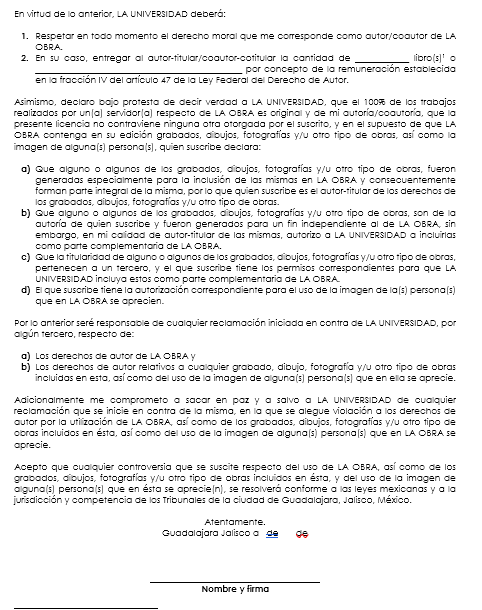 En virtud de lo anterior, LA UNIVERSIDAD deberá:
1. Respetar en todo momento el derecho moral que me corresponde como autor/coautor de LA
OBRA.
2. En su caso, entregar al autor-titular/coautor-cotitular la cantidad de __________ libro(s)¹ o
__________________________________________ por concepto de la remuneración establecida
en la fracción IV del artículo 47 de la Ley Federal del Derecho de Autor.
Asimismo, declaro bajo protesta de decir verdad a LA UNIVERSIDAD, que el 100% de los trabajos
realizados por un(a) servidor(a) respecto de LA OBRA es original y de mi autoría/coautoría, que la
presente licencia no contraviene ninguna otra otorgada por el suscrito, y en el supuesto de que LA
OBRA contenga en su edición grabados, dibujos, fotografías y/u otro tipo de obras, así como la
imagen de alguna(s) persona(s), quien suscribe declara:
a) Que alguno o algunos de los grabados, dibujos, fotografías y/u otro tipo de obras, fueron
generadas especialmente para la inclusión de las mismas en LA OBRA y consecuentemente
forman parte integral de la misma, por lo que quien suscribe es el autor-titular de los derechos de
los grabados, dibujos, fotografías y/u otro tipo de obras.
b) Que alguno o algunos de los grabados, dibujos, fotografías y/u otro tipo de obras, son de la
autoría de quien suscribe y fueron generados para un fin independiente al de LA OBRA, sin
embargo, en mi calidad de autor-titular de las mismas, autorizo a LA UNIVERSIDAD a incluirlas
como parte complementaria de LA OBRA.
c) Que la titularidad de alguno o algunos de los grabados, dibujos, fotografías y/u otro tipo de obras,
pertenecen a un tercero, y el que suscribe tiene los permisos correspondientes para que LA
UNIVERSIDAD incluya estos como parte complementaria de LA OBRA.
d) El que suscribe tiene la autorización correspondiente para el uso de la imagen de la(s) persona(s)
que en LA OBRA se aprecien.
Por lo anterior seré responsable de cualquier reclamación iniciada en contra de LA UNIVERSIDAD, por
algún tercero, respecto de:
a) Los derechos de autor de LA OBRA y
b) Los derechos de autor relativos a cualquier grabado, dibujo, fotografía y/u otro tipo de obras
incluidas en esta, así como del uso de la imagen de alguna(s) persona(s) que en ella se aprecie.
Adicionalmente me comprometo a sacar en paz y a salvo a LA UNIVERSIDAD de cualquier
reclamación que se inicie en contra de la misma, en la que se alegue violación a los derechos de
autor por la utilización de LA OBRA, así como de los grabados, dibujos, fotografías y/u otro tipo de
obras incluidos en ésta, así como del uso de la imagen de alguna(s) persona(s) que en LA OBRA se
aprecie.
Acepto que cualquier controversia que se suscite respecto del uso de LA OBRA, así como de los
grabados, dibujos, fotografías y/u otro tipo de obras incluidos en ésta, y del uso de la imagen de
alguna(s) persona(s) que en ésta se aprecie(n), se resolverá conforme a las leyes mexicanas y a la
jurisdicción y competencia de los Tribunales de la ciudad de Guadalajara, Jalisco, México.
Atentamente.
Guadalajara Jalisco a de de
Nombre y firma